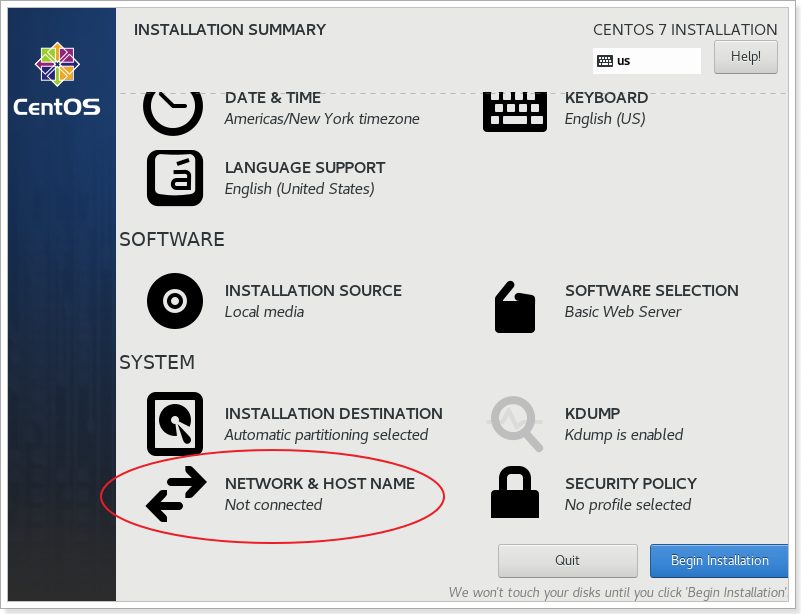 INSTALLATION SUMMARY
CENTOS 7 INSTALLATION
us
Help!
CentOS
DATE & TIME
Americas/New York timezone
KEYBOARD
English (US)
á
LANGUAGE SUPPORT
English (United States)
SOFTWARE
INSTALLATION SOURCE
Local media
SOFTWARE SELECTION
Basic Web Server
SYSTEM
INSTALLATION DESTINATION
Automatic partitioning selected
KDUMP
Kdump is enabled
NETWORK & HOST NAME
Not connected
SECURITY POLICY
No profile selected
Quit
Begin Installation
We won't touch your disks until you click 'Begin Installation'